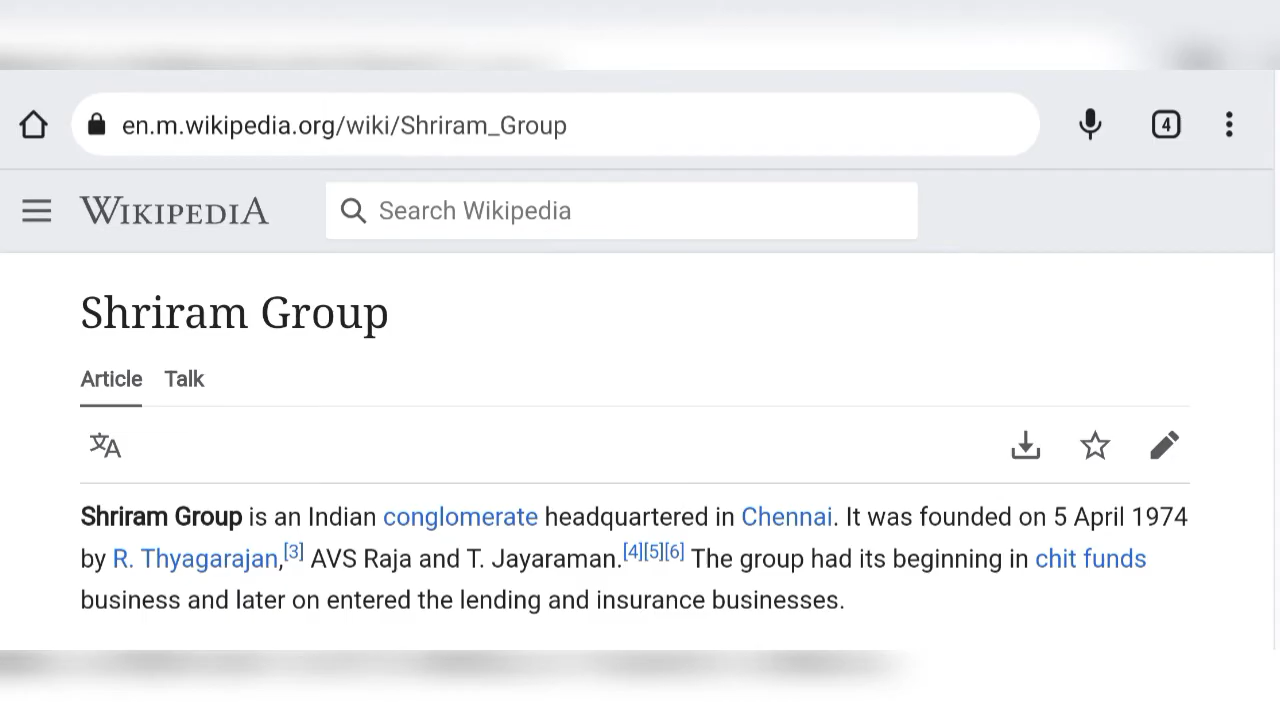 en.m.wikipedia.org/wiki/Shriram_Group
4
WIKIPEDIA
Search Wikipedia
Shriram Group
Article Talk
文A
Shriram Group is an Indian conglomerate headquartered in Chennai. It was founded on 5 April 1974
by R. Thyagarajan,[3] AVS Raja and T. Jayaraman.[4][5][6] The group had its beginning in chit funds
business and later on entered the lending and insurance businesses.